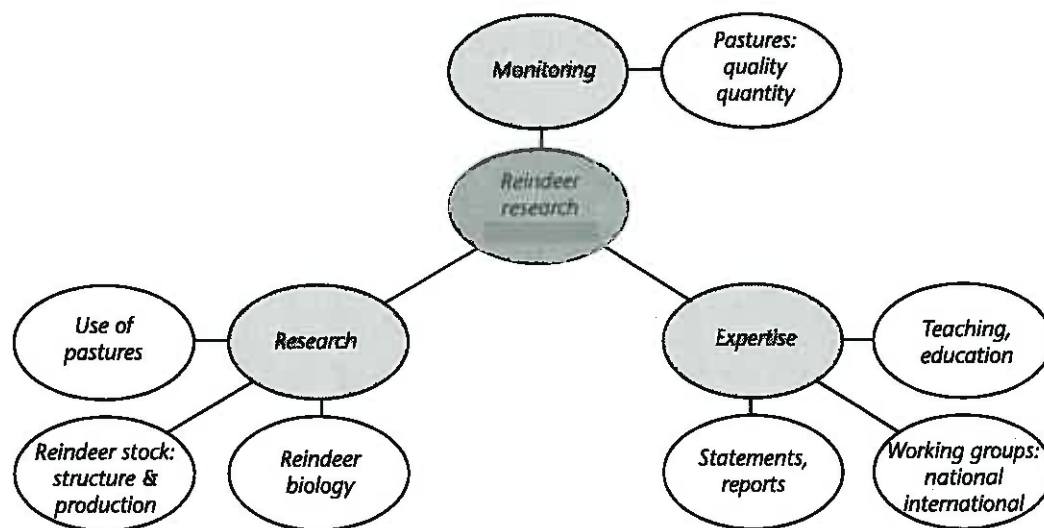 Monitoring
Pastures:
quality
quantity
Reindeer
research
Use of
pastures
Research
Expertise
Teaching,
education
Reindeer stock:
structure &
production
Reindeer
biology
Statements,
reports
Working groups:
national
international